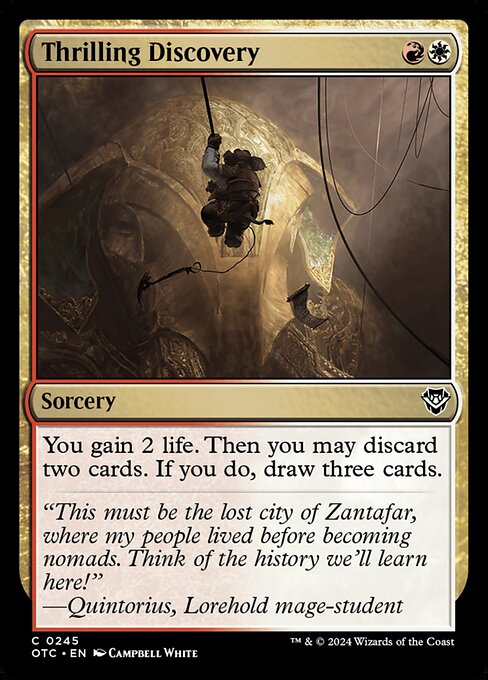 Thrilling Discovery
Sorcery
You gain 2 life. Then you may discard
two cards. If you do, draw three cards.
“This must be the lost city of Zantafar,
where my people lived before becoming
nomads. Think of the history we’ll learn
here!”
—Quintorius, Lorehold mage-student
C 0245
™ & © 2024 Wizards of the Coast
OTC • EN Campbell White